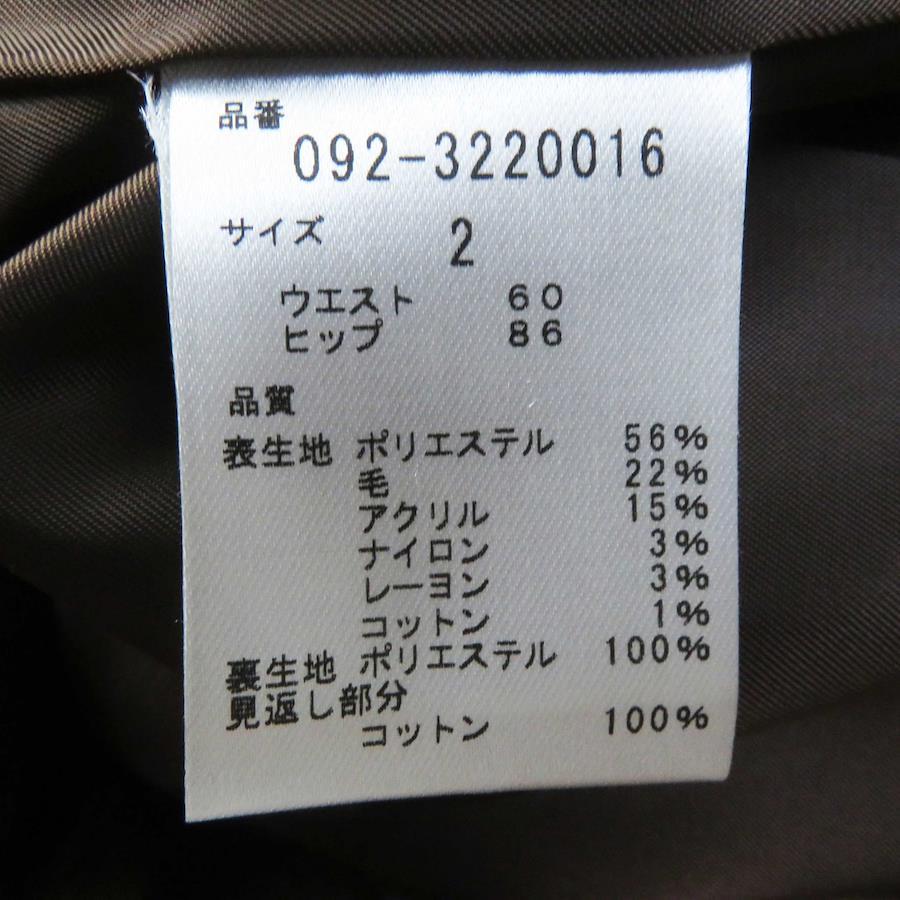 品番
092-3220016
サイズ 2
ウエスト 60
ヒップ 86
品質
表生地 ポリエステル 56%
毛 22%
アクリル 15%
ナイロン 3%
レーヨン 3%
コットン 1%
裏生地 ポリエステル 100%
見返し部分
コットン 100%